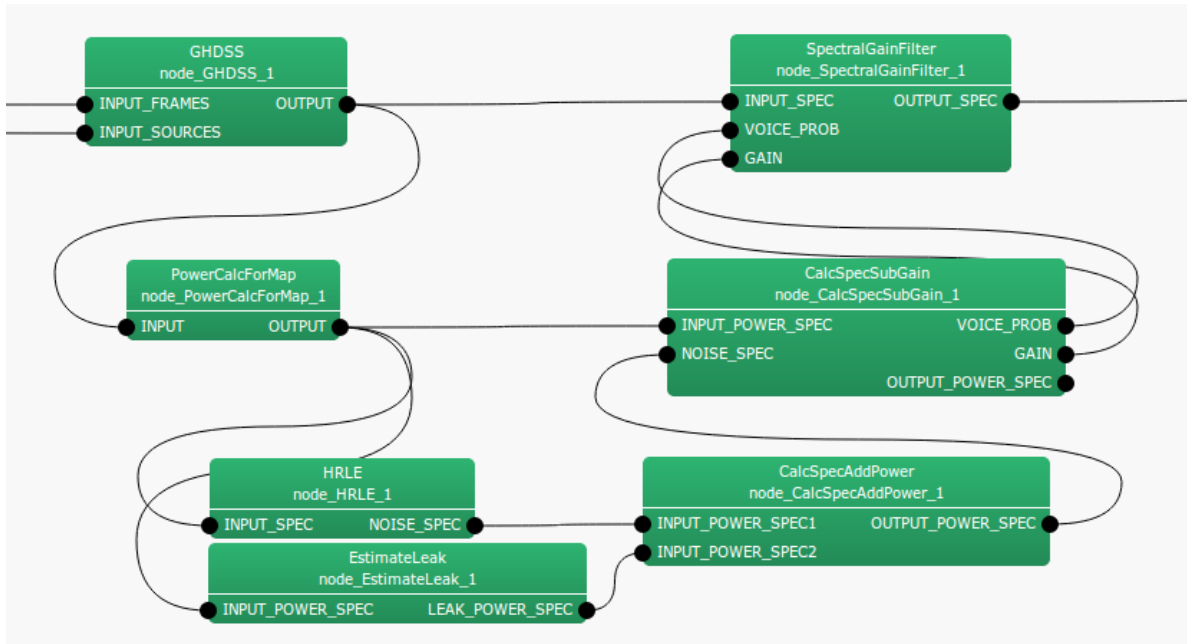 GHDSS
node_GHDSS_1
INPUT_FRAMES OUTPUT
INPUT_SOURCES
SpectralGainFilter
node_SpectralGainFilter_1
INPUT_SPEC OUTPUT_SPEC
VOICE_PROB
GAIN
PowerCalcForMap
node_PowerCalcForMap_1
INPUT OUTPUT
CalcSpecSubGain
node_CalcSpecSubGain_1
INPUT_POWER_SPEC VOICE_PROB
NOISE_SPEC GAIN
OUTPUT_POWER_SPEC
HRLE
node_HRLE_1
INPUT_SPEC NOISE_SPEC
EstimateLeak
node_EstimateLeak_1
INPUT_POWER_SPEC LEAK_POWER_SPEC
CalcSpecAddPower
node_CalcSpecAddPower_1
INPUT_POWER_SPEC1 OUTPUT_POWER_SPEC
INPUT_POWER_SPEC2